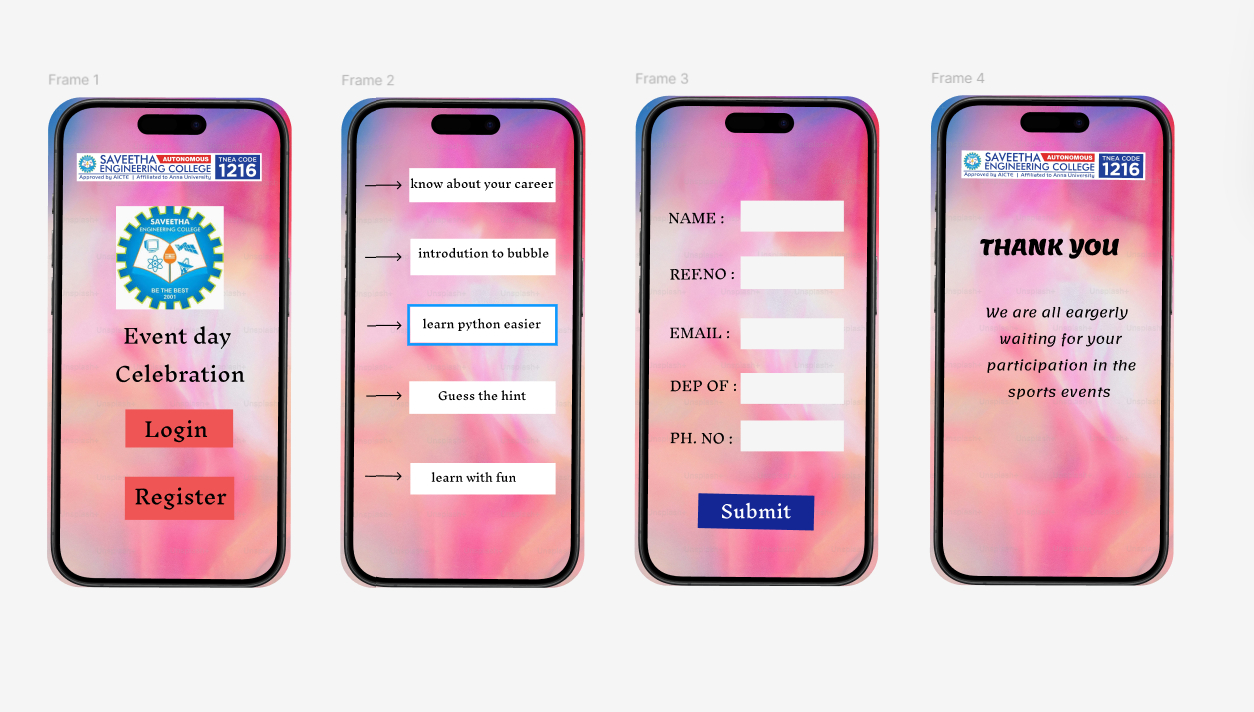 Frame 1
SAVEETHA AUTONOMOUS
ENGINEERING COLLEGE
Approved by AICTE | Affiliated to Anna University
TNEA CODE
1216
SAVEETHA
ENGINEERING COLLEGE
BE THE BEST
2001
Event day
Celebration
Login
Register
Frame 2
know about your career
introdution to bubble
learn python easier
Guess the hint
learn with fun
Frame 3
NAME :
REF.NO :
EMAIL :
DEP OF :
PH. NO :
Submit
Frame 4
SAVEETHA AUTONOMOUS
ENGINEERING COLLEGE
Approved by AICTE | Affiliated to Anna University
TNEA CODE
1216
THANK YOU
We are all eargerly
waiting for your
participation in the
sports events